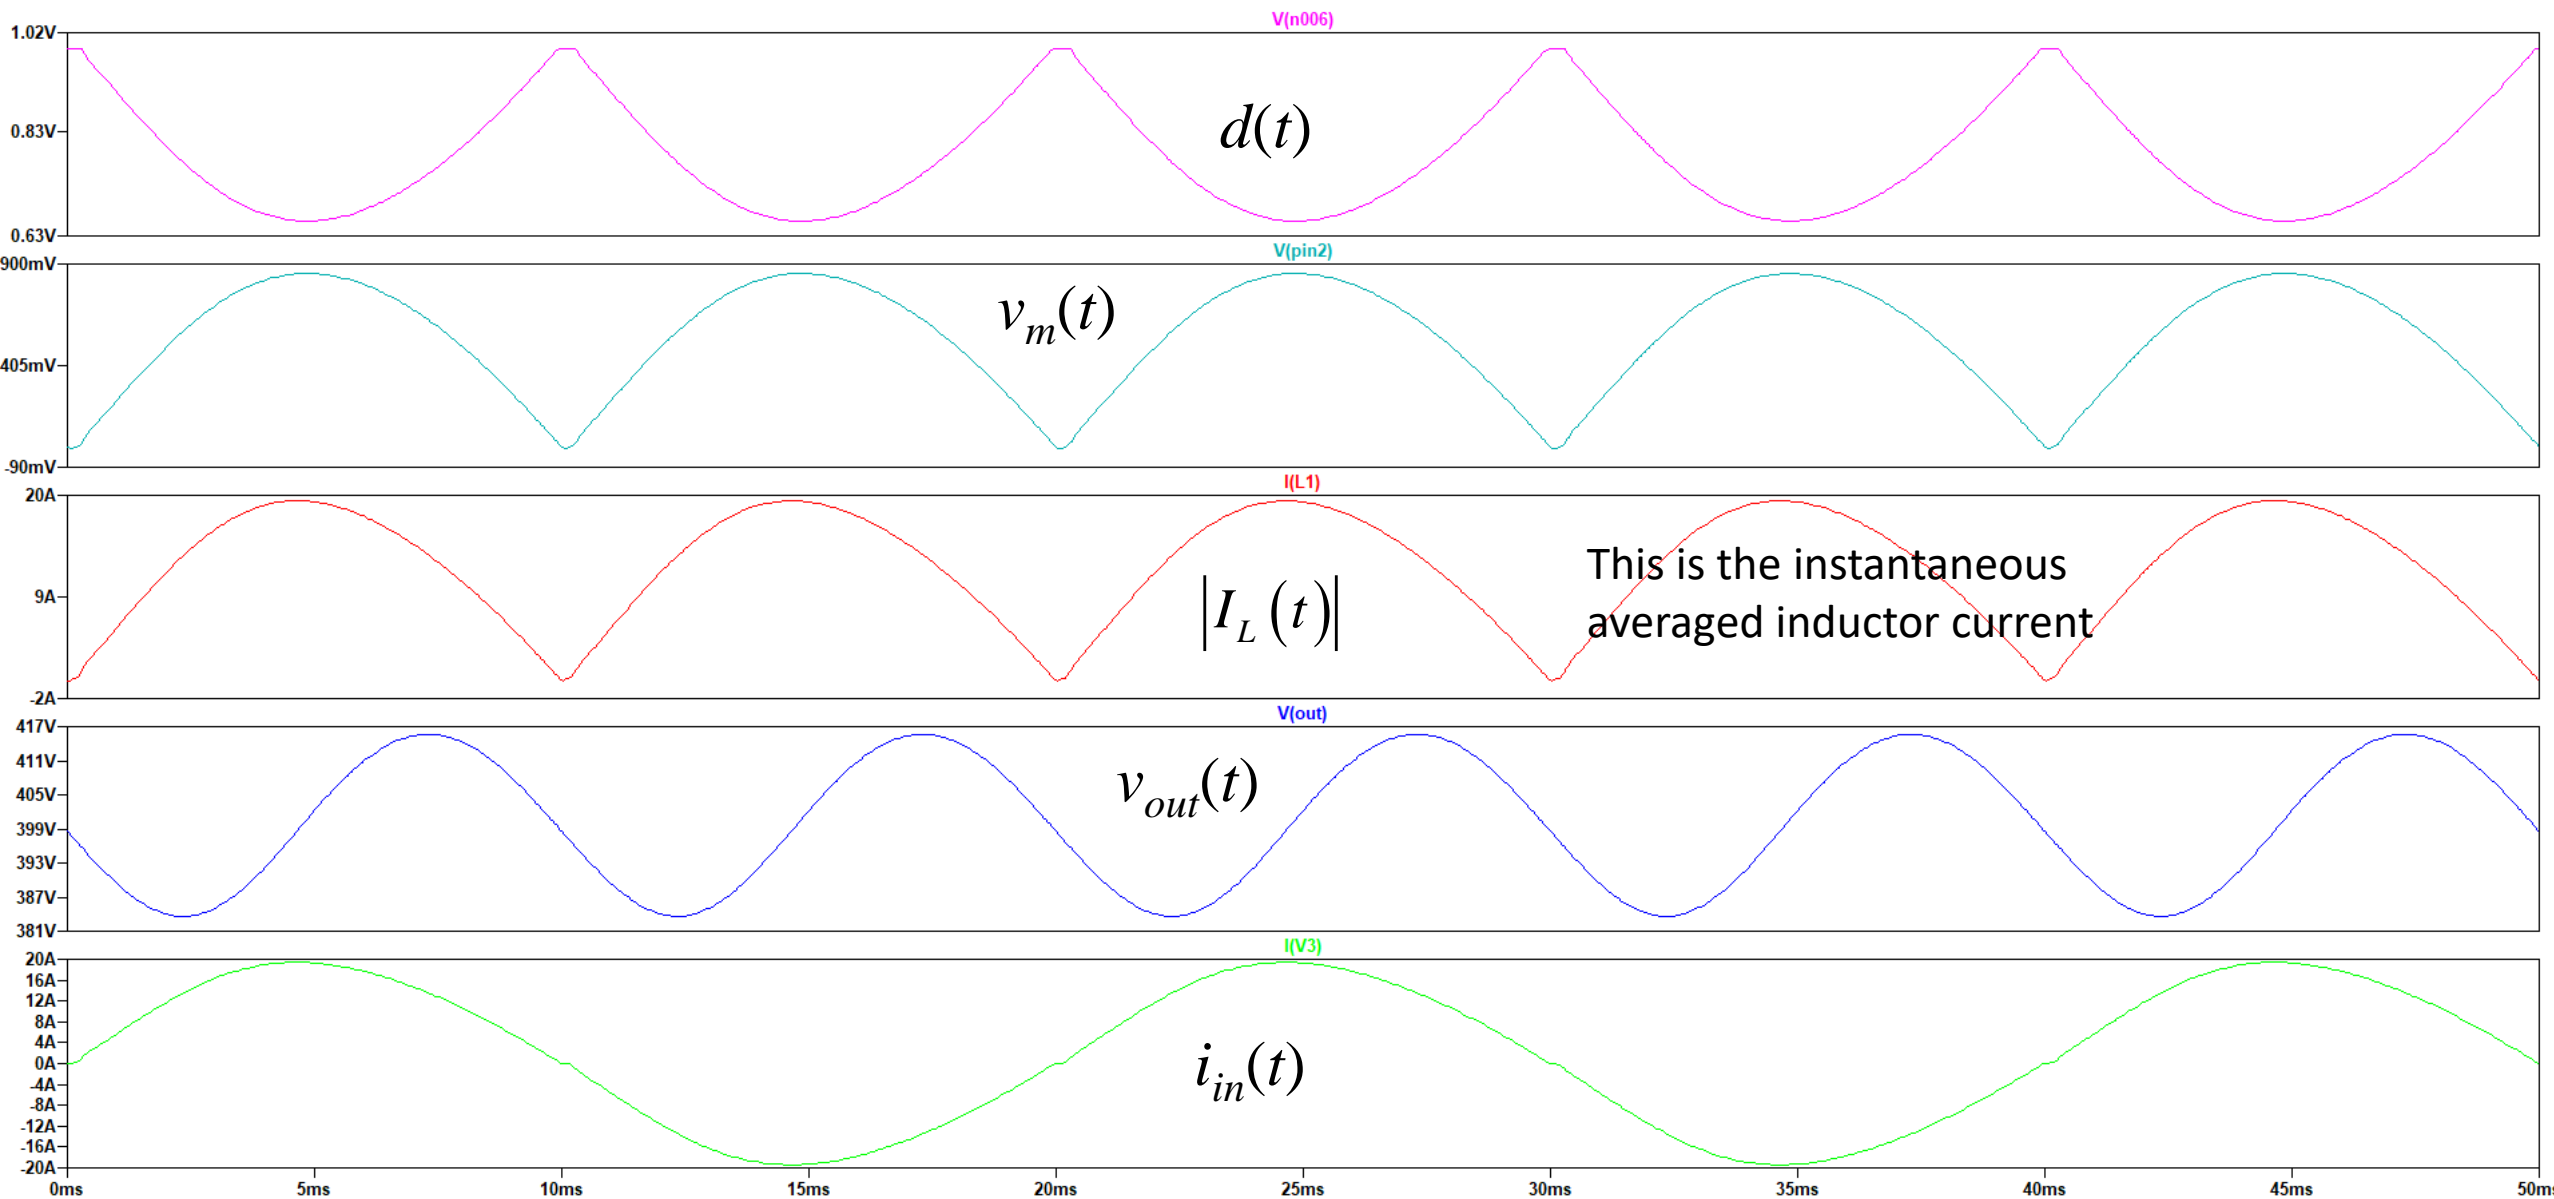 V(n006)
1.02V
0.83V
0.63V
d(t)
V(pin2)
900mV
405mV
-90mV
v_m(t)
I(L1)
20A
9A
-2A
|I_L(t)|
This is the instantaneous
averaged inductor current
V(out)
417V
411V
405V
399V
393V
387V
381V
v_out(t)
I(V3)
20A
16A
12A
8A
4A
0A
-4A
-8A
-12A
-16A
-20A
i_in(t)
0ms 5ms 10ms 15ms 20ms 25ms 30ms 35ms 40ms 45ms 50ms